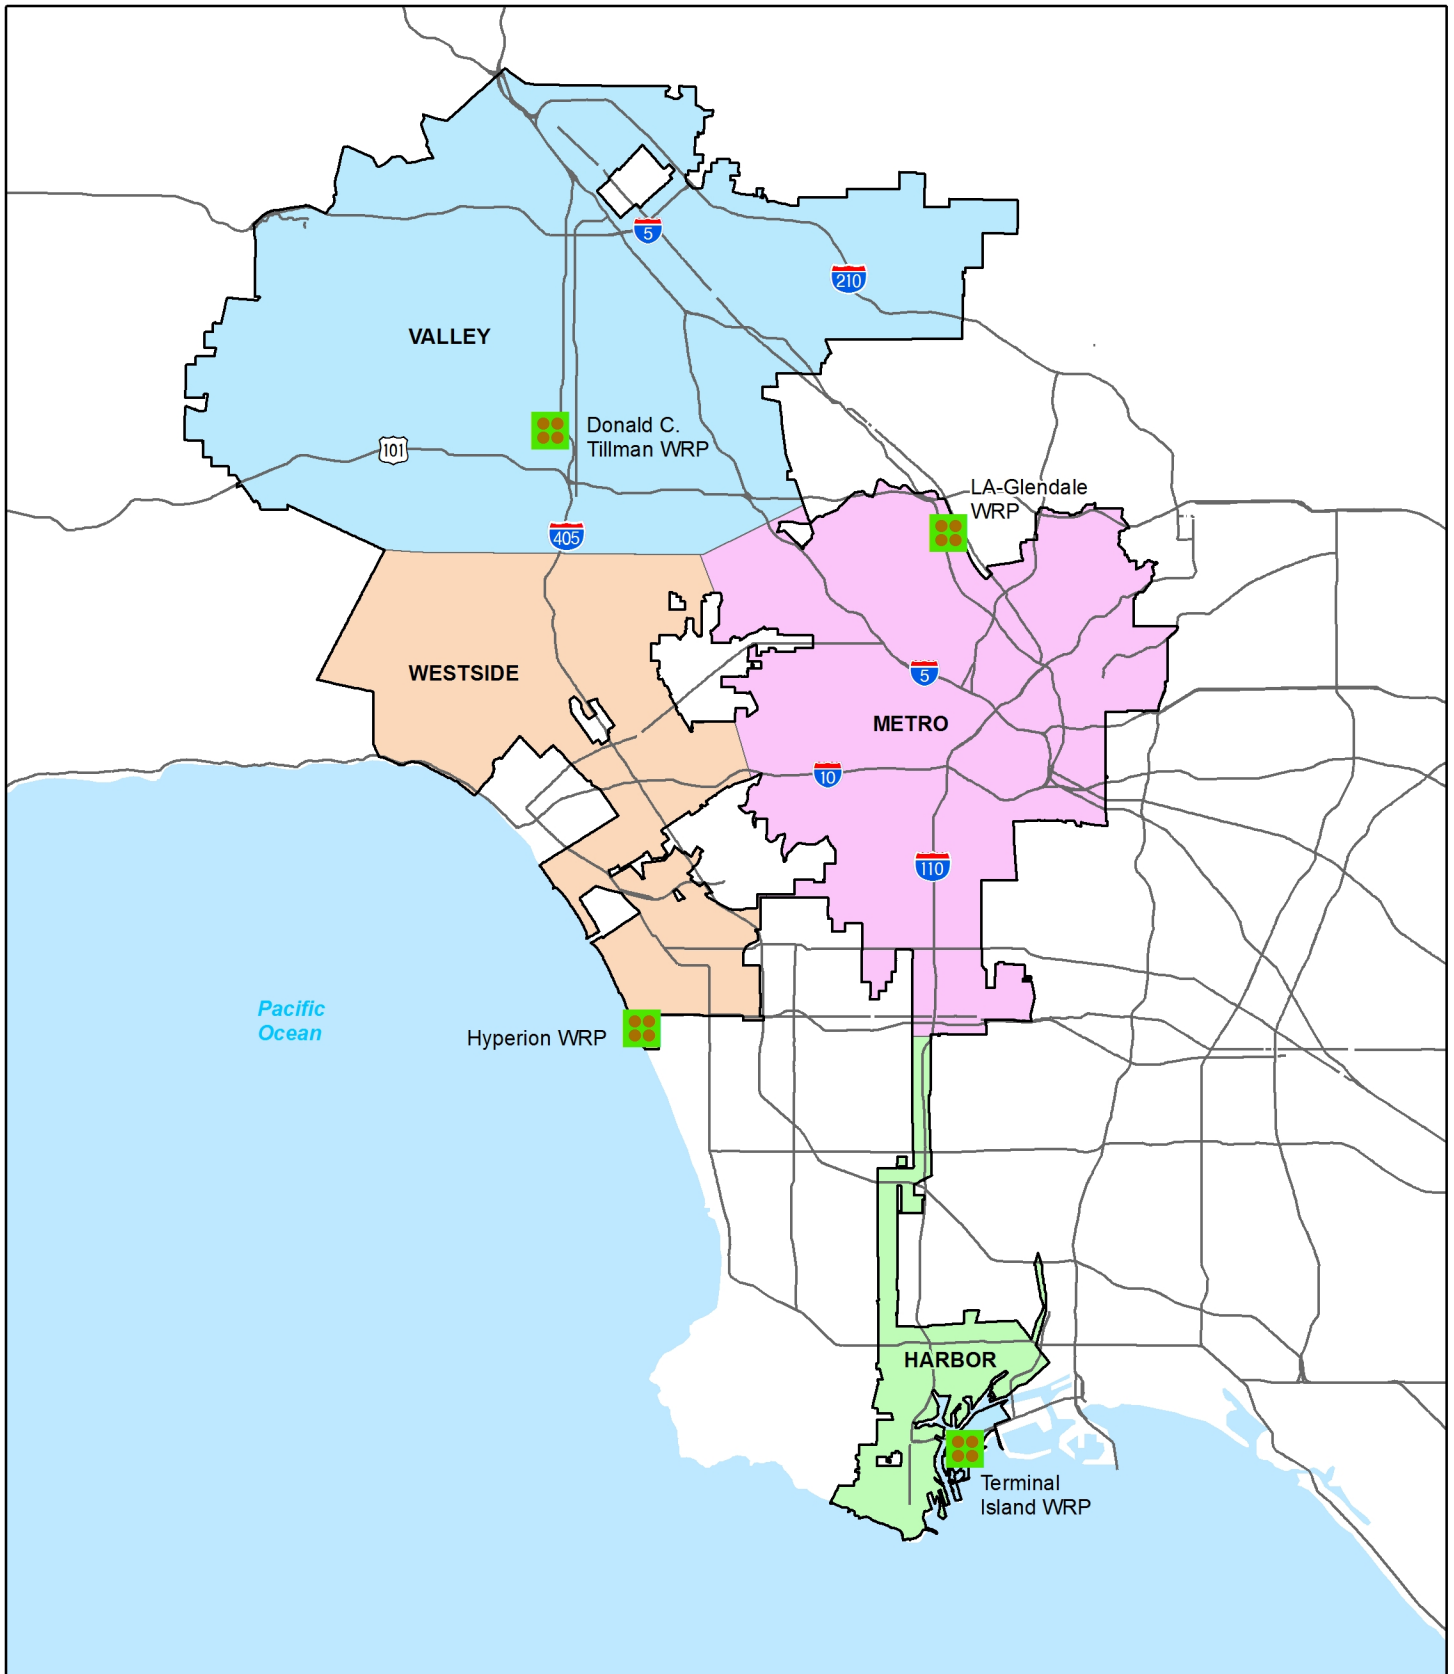 5
210
VALLEY
Donald C.
Tillman WRP
101
LA-Glendale
WRP
405
WESTSIDE
5
METRO
10
110
Pacific
Ocean
Hyperion WRP
HARBOR
Terminal
Island WRP